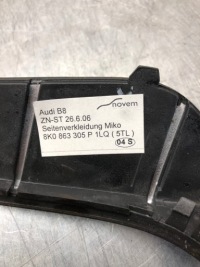 novem
Audi B8
ZN-ST 26.6.06
Seitenverkleidung Miko
8K0 863 305 P 1LQ ( 5TL )
04 S